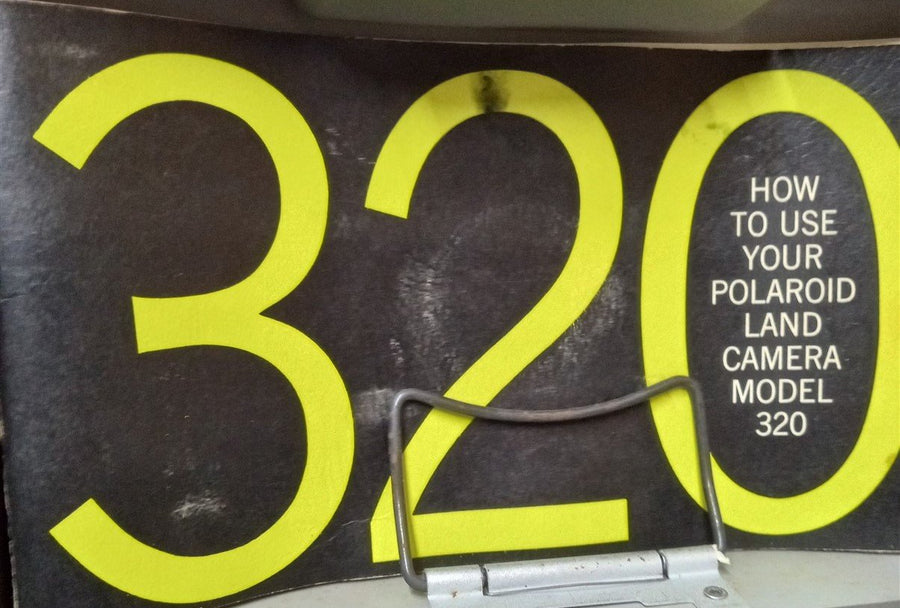 320
HOW
TO USE
YOUR
POLAROID
LAND
CAMERA
MODEL
320